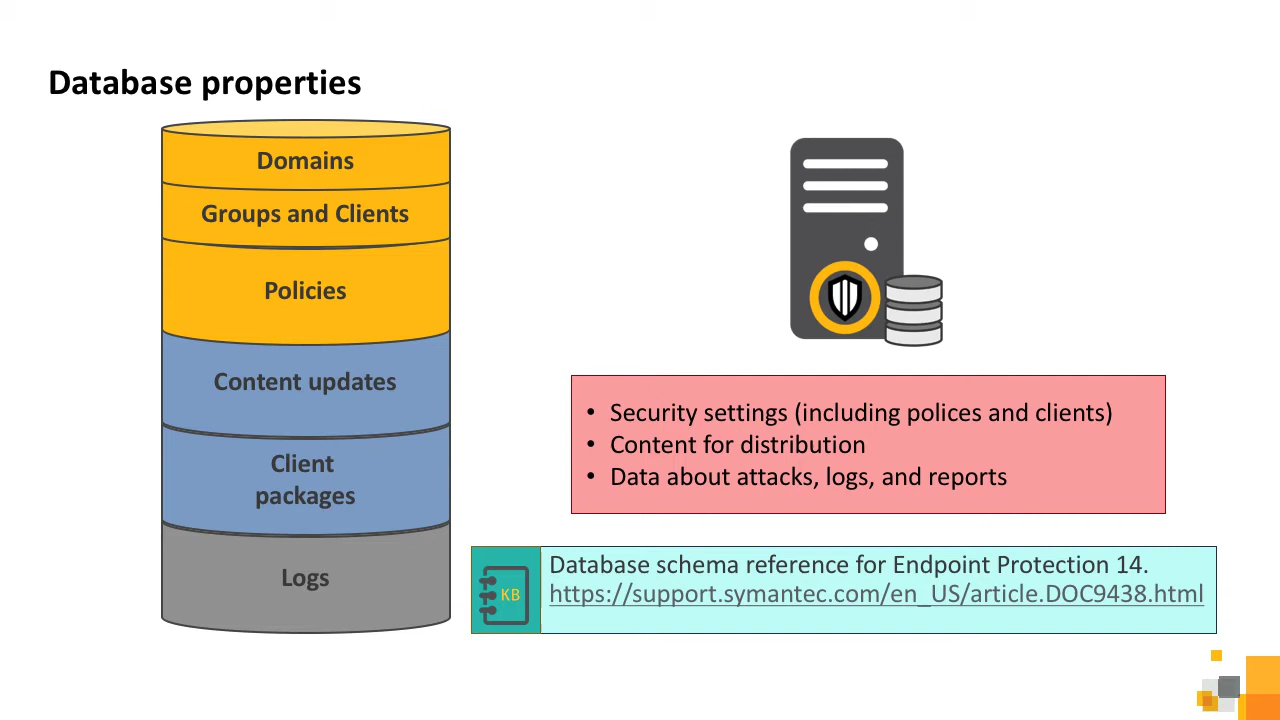 Database properties
Domains
Groups and Clients
Policies
Content updates
Client
packages
Logs
• Security settings (including polices and clients)
• Content for distribution
• Data about attacks, logs, and reports
KB
Database schema reference for Endpoint Protection 14.
https://support.symantec.com/en_US/article.DOC9438.html